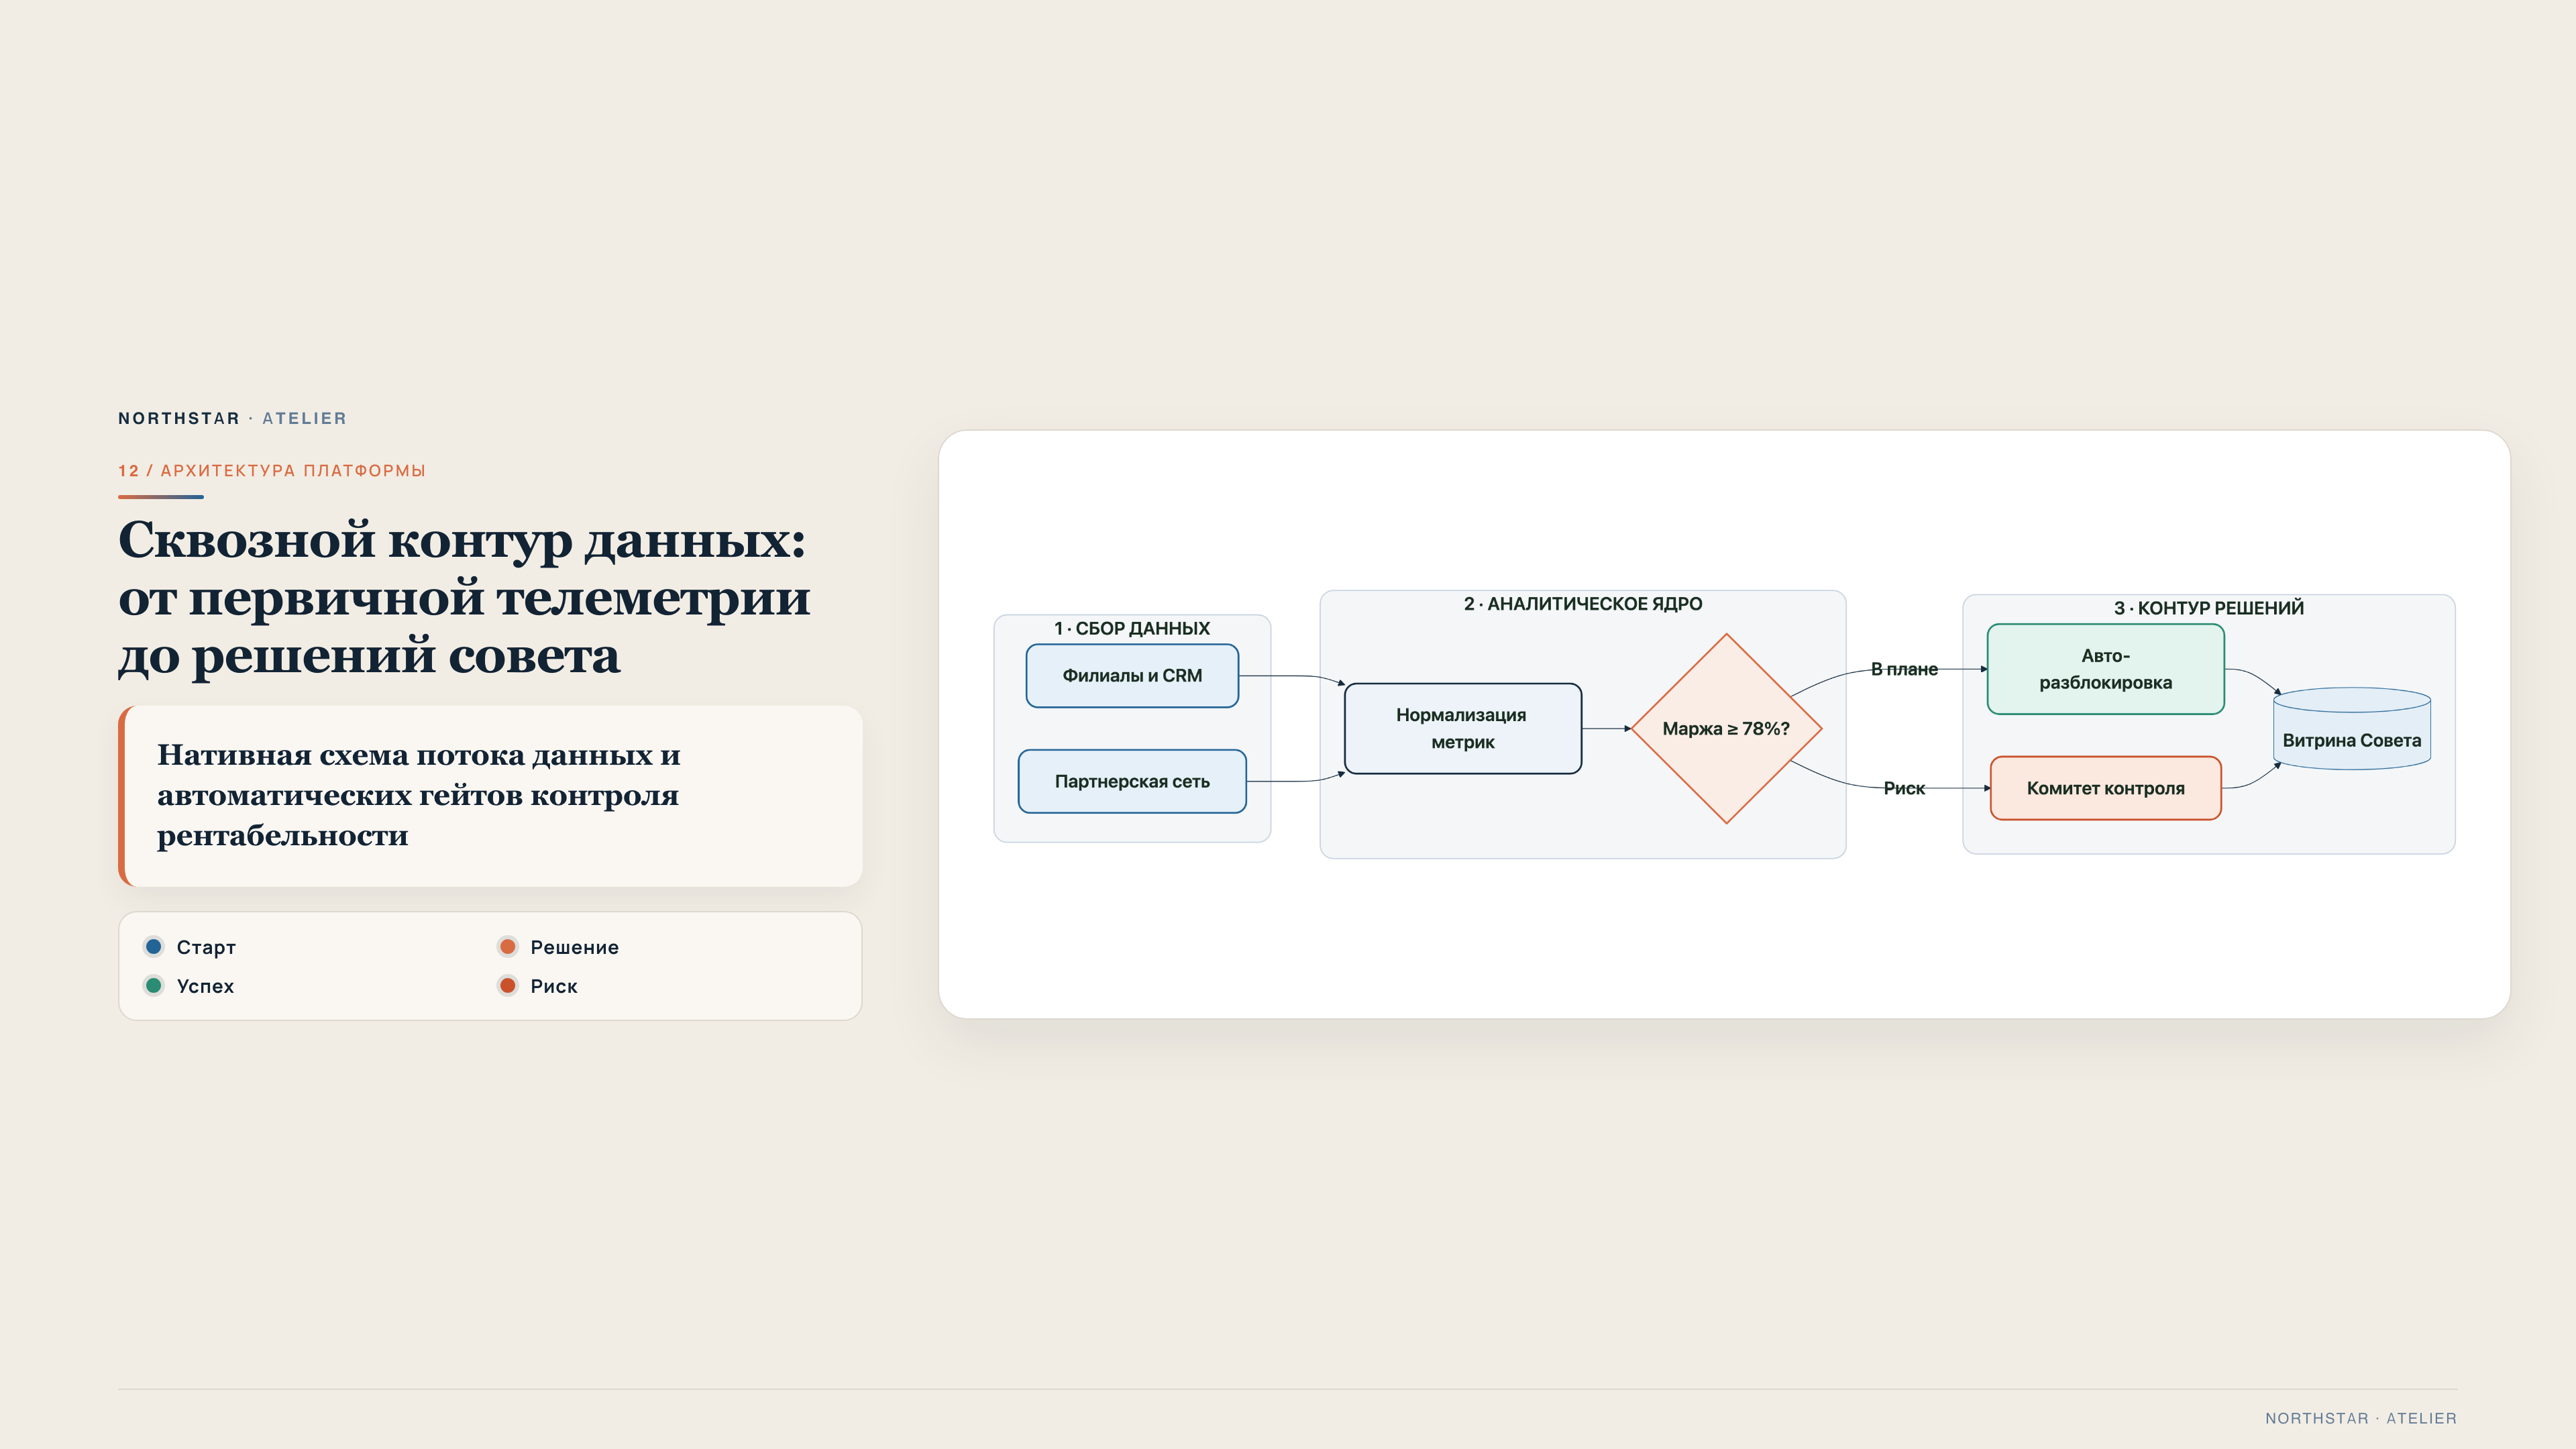 NORTHSTAR · ATELIER
12 / АРХИТЕКТУРА ПЛАТФОРМЫ
Сквозной контур данных:
от первичной телеметрии
до решений совета
Нативная схема потока данных и
автоматических гейтов контроля
рентабельности
Старт
Решение
Успех
Риск
1 · СБОР ДАННЫХ
Филиалы и CRM
Партнерская сеть
2 · АНАЛИТИЧЕСКОЕ ЯДРО
Нормализация
метрик
Маржа ≥ 78%?
В плане
Риск
3 · КОНТУР РЕШЕНИЙ
Авто-
разблокировка
Комитет контроля
Витрина Совета
NORTHSTAR · ATELIER